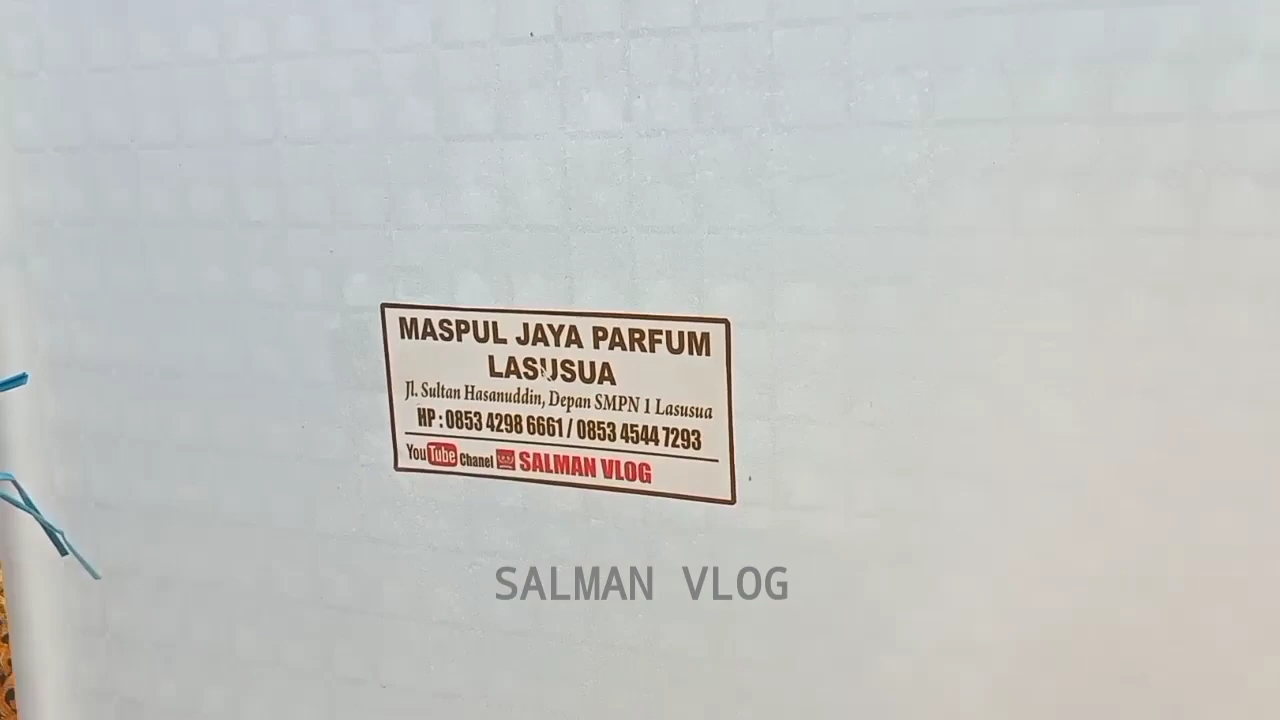 MASPUL JAYA PARFUM
LASUSUA
Jl. Sultan Hasanuddin, Depan SMPN 1 Lasusua
HP : 0853 4298 6661 / 0853 4544 7293
YouTube Chanel SALMAN VLOG
SALMAN VLOG